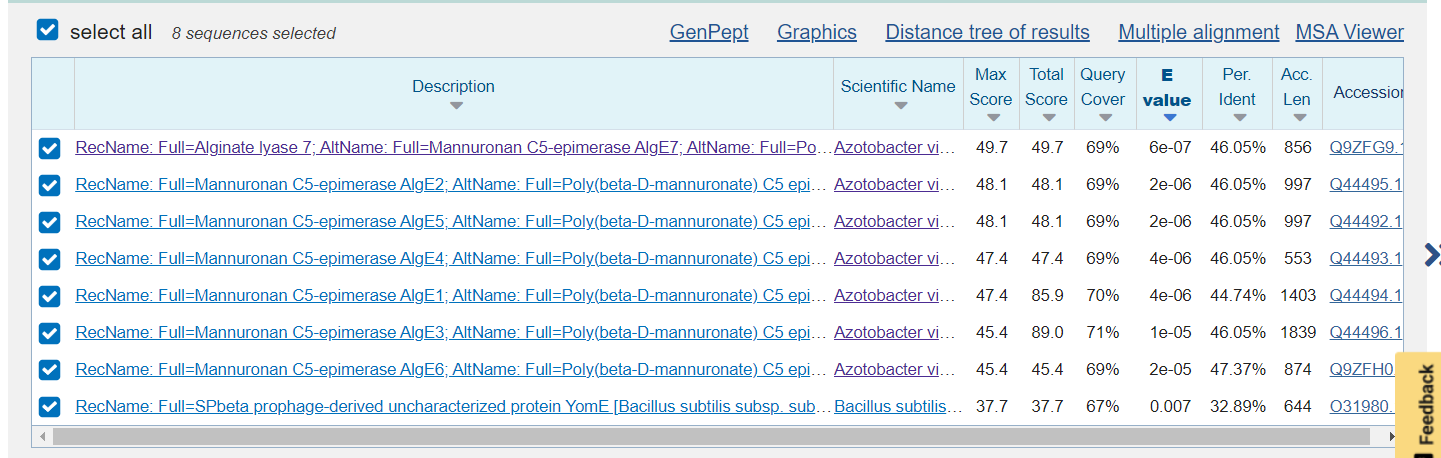 select all 8 sequences selected GenPept Graphics Distance tree of results Multiple alignment MSA Viewer
Description Scientific Name Max Score Total Score Query Cover E value Per. Ident Acc. Len Accession
RecName: Full=Alginate lyase 7; AltName: Full=Mannuronan C5-epimerase AlgE7; AltName: Full=Po... Azotobacter vi... 49.7 49.7 69% 6e-07 46.05% 856 Q9ZFG9.1
RecName: Full=Mannuronan C5-epimerase AlgE2; AltName: Full=Poly(beta-D-mannuronate) C5 epi... Azotobacter vi... 48.1 48.1 69% 2e-06 46.05% 997 Q44495.1
RecName: Full=Mannuronan C5-epimerase AlgE5; AltName: Full=Poly(beta-D-mannuronate) C5 epi... Azotobacter vi... 48.1 48.1 69% 2e-06 46.05% 997 Q44492.1
RecName: Full=Mannuronan C5-epimerase AlgE4; AltName: Full=Poly(beta-D-mannuronate) C5 epi... Azotobacter vi... 47.4 47.4 69% 4e-06 46.05% 553 Q44493.1
RecName: Full=Mannuronan C5-epimerase AlgE1; AltName: Full=Poly(beta-D-mannuronate) C5 epi... Azotobacter vi... 47.4 85.9 70% 4e-06 44.74% 1403 Q44494.1
RecName: Full=Mannuronan C5-epimerase AlgE3; AltName: Full=Poly(beta-D-mannuronate) C5 epi... Azotobacter vi... 45.4 89.0 71% 1e-05 46.05% 1839 Q44496.1
RecName: Full=Mannuronan C5-epimerase AlgE6; AltName: Full=Poly(beta-D-mannuronate) C5 epi... Azotobacter vi... 45.4 45.4 69% 2e-05 47.37% 874 Q9ZFH0.
RecName: Full=SPbeta prophage-derived uncharacterized protein YomE [Bacillus subtilis subsp. sub... Bacillus subtilis... 37.7 37.7 67% 0.007 32.89% 644 O31980.
Feedback